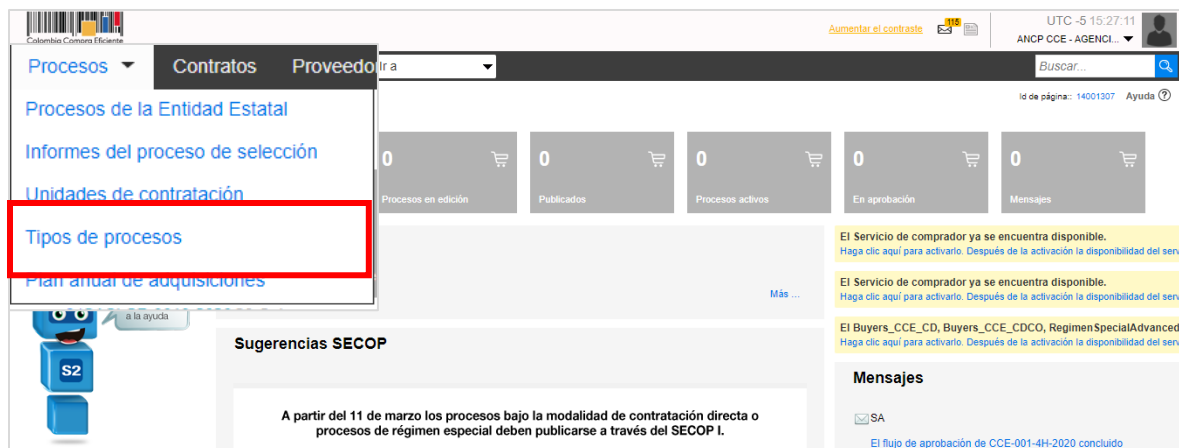 Colombia Compra Eficiente
Aumentar el contraste
115
UTC -5 15:27:11
ANCP CCE - AGENCI...
Procesos
Contratos
Proveedo
Ir a
Buscar...
Id de página:: 14001307
Ayuda
Procesos de la Entidad Estatal
Informes del proceso de selección
Unidades de contratación
Tipos de procesos
Plan anual de adquisiciones
0
Procesos en edición
0
Publicados
0
Procesos activos
0
En aprobación
0
Mensajes
El Servicio de comprador ya se encuentra disponible.
Haga clic aquí para activarlo. Después de la activación la disponibilidad del serv
El Servicio de comprador ya se encuentra disponible.
Haga clic aquí para activarlo. Después de la activación la disponibilidad del serv
El Buyers_CCE_CD, Buyers_CCE_CDCO, RegimenSpecialAdvanced
Haga clic aquí para activarlo. Después de la activación la disponibilidad del serv
Más ...
a la ayuda
S2
Sugerencias SECOP
A partir del 11 de marzo los procesos bajo la modalidad de contratación directa o
procesos de régimen especial deben publicarse a través del SECOP I.
Mensajes
SA
El flujo de aprobación de CCE-001-4H-2020 concluido